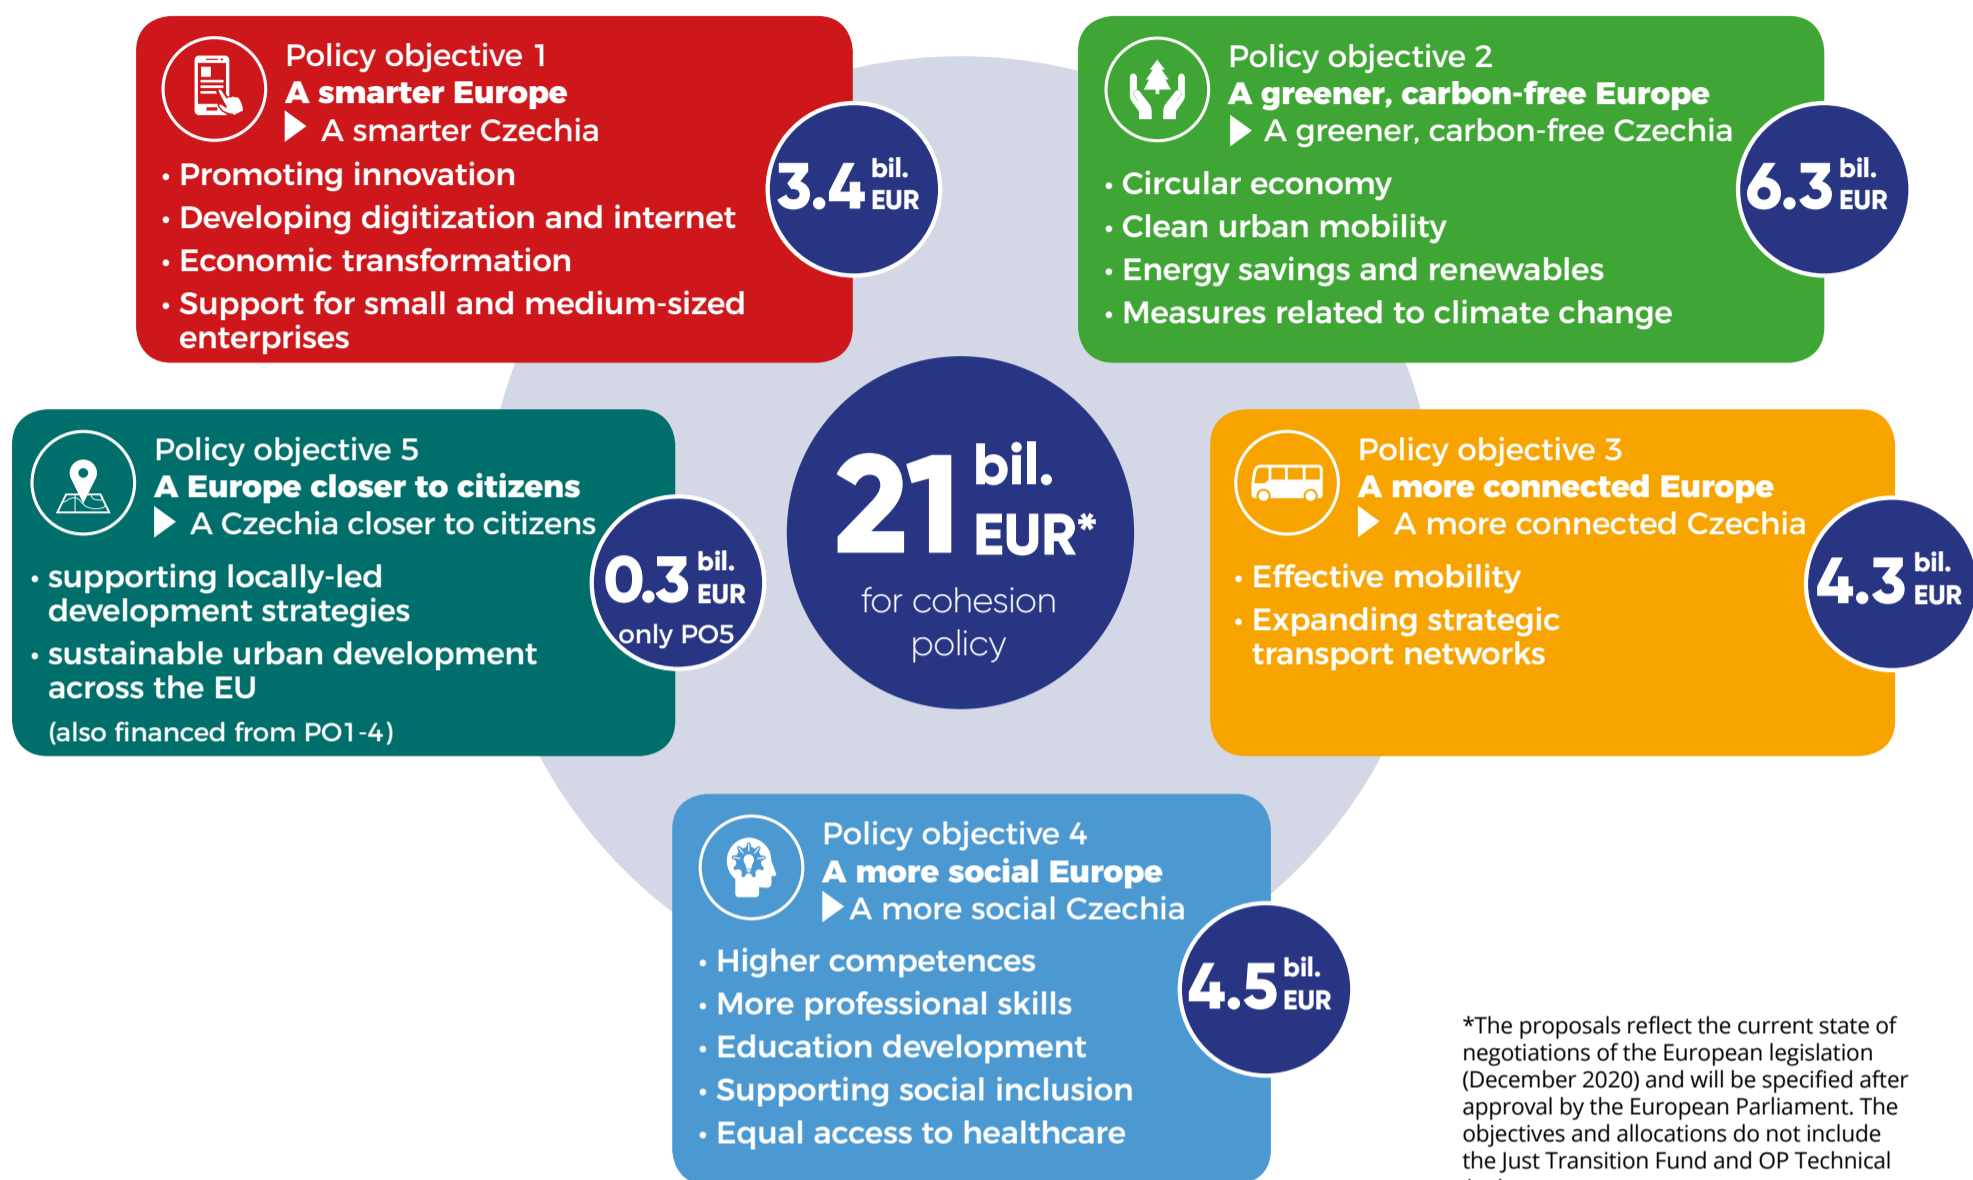 Policy objective 1
A smarter Europe
A smarter Czechia
• Promoting innovation
• Developing digitization and internet
• Economic transformation
• Support for small and medium-sized
enterprises
3.4 bil.
EUR
Policy objective 2
A greener, carbon-free Europe
A greener, carbon-free Czechia
• Circular economy
• Clean urban mobility
• Energy savings and renewables
• Measures related to climate change
6.3 bil.
EUR
Policy objective 5
A Europe closer to citizens
A Czechia closer to citizens
• supporting locally-led
development strategies
• sustainable urban development
across the EU
(also financed from PO1-4)
0.3 bil.
EUR
only PO5
21 bil.
EUR*
for cohesion
policy
Policy objective 3
A more connected Europe
A more connected Czechia
• Effective mobility
• Expanding strategic
transport networks
4.3 bil.
EUR
Policy objective 4
A more social Europe
A more social Czechia
• Higher competences
• More professional skills
• Education development
• Supporting social inclusion
• Equal access to healthcare
4.5 bil.
EUR
*The proposals reflect the current state of
negotiations of the European legislation
(December 2020) and will be specified after
approval by the European Parliament. The
objectives and allocations do not include
the Just Transition Fund and OP Technical